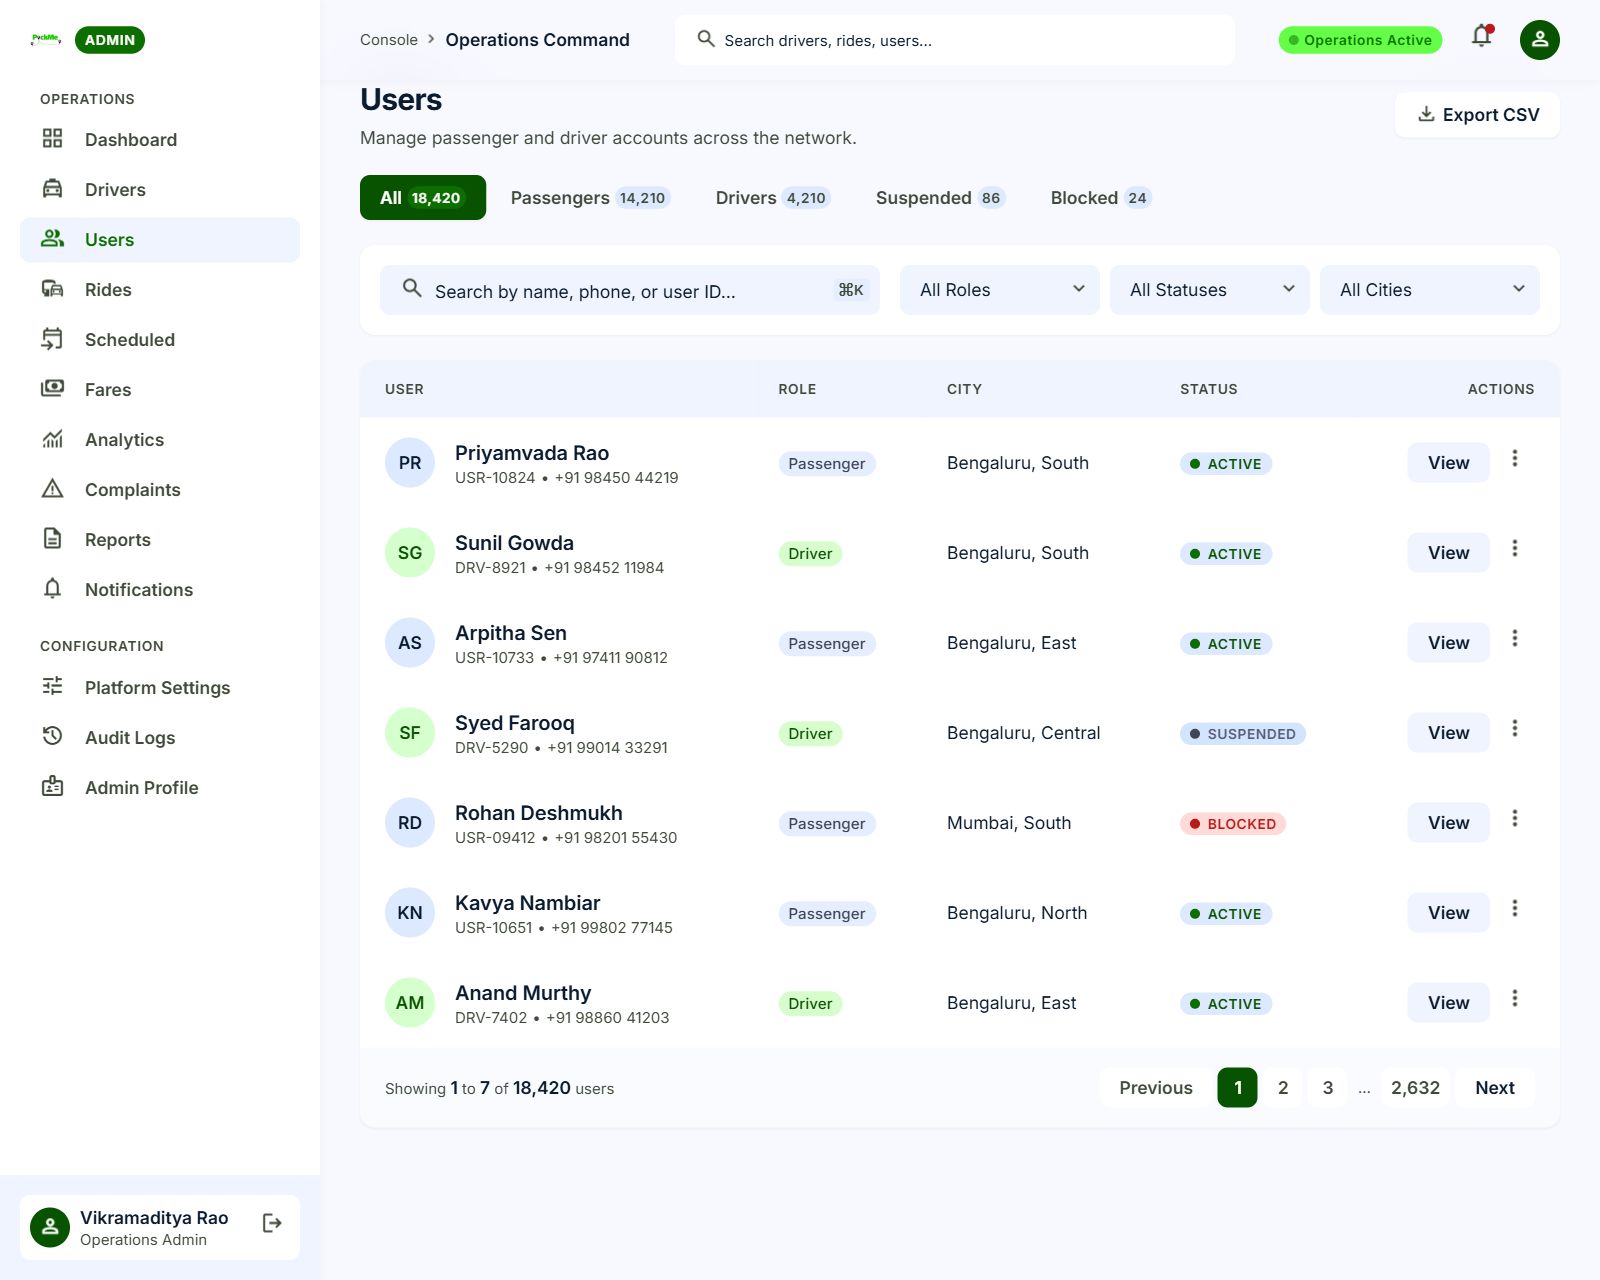 PickMe
ADMIN
OPERATIONS
Dashboard
Drivers
Users
Rides
Scheduled
Fares
Analytics
Complaints
Reports
Notifications
CONFIGURATION
Platform Settings
Audit Logs
Admin Profile
Vikramaditya Rao
Operations Admin
Console > Operations Command
Search drivers, rides, users...
Operations Active
Users
Manage passenger and driver accounts across the network.
Export CSV
All 18,420 Passengers 14,210 Drivers 4,210 Suspended 86 Blocked 24
Search by name, phone, or user ID... ⌘K All Roles All Statuses All Cities
USER ROLE CITY STATUS ACTIONS
PR Priyamvada Rao Passenger Bengaluru, South ACTIVE View
USR-10824 • +91 98450 44219
SG Sunil Gowda Driver Bengaluru, South ACTIVE View
DRV-8921 • +91 98452 11984
AS Arpitha Sen Passenger Bengaluru, East ACTIVE View
USR-10733 • +91 97411 90812
SF Syed Farooq Driver Bengaluru, Central SUSPENDED View
DRV-5290 • +91 99014 33291
RD Rohan Deshmukh Passenger Mumbai, South BLOCKED View
USR-09412 • +91 98201 55430
KN Kavya Nambiar Passenger Bengaluru, North ACTIVE View
USR-10651 • +91 99802 77145
AM Anand Murthy Driver Bengaluru, East ACTIVE View
DRV-7402 • +91 98860 41203
Showing 1 to 7 of 18,420 users Previous 1 2 3 ... 2,632 Next